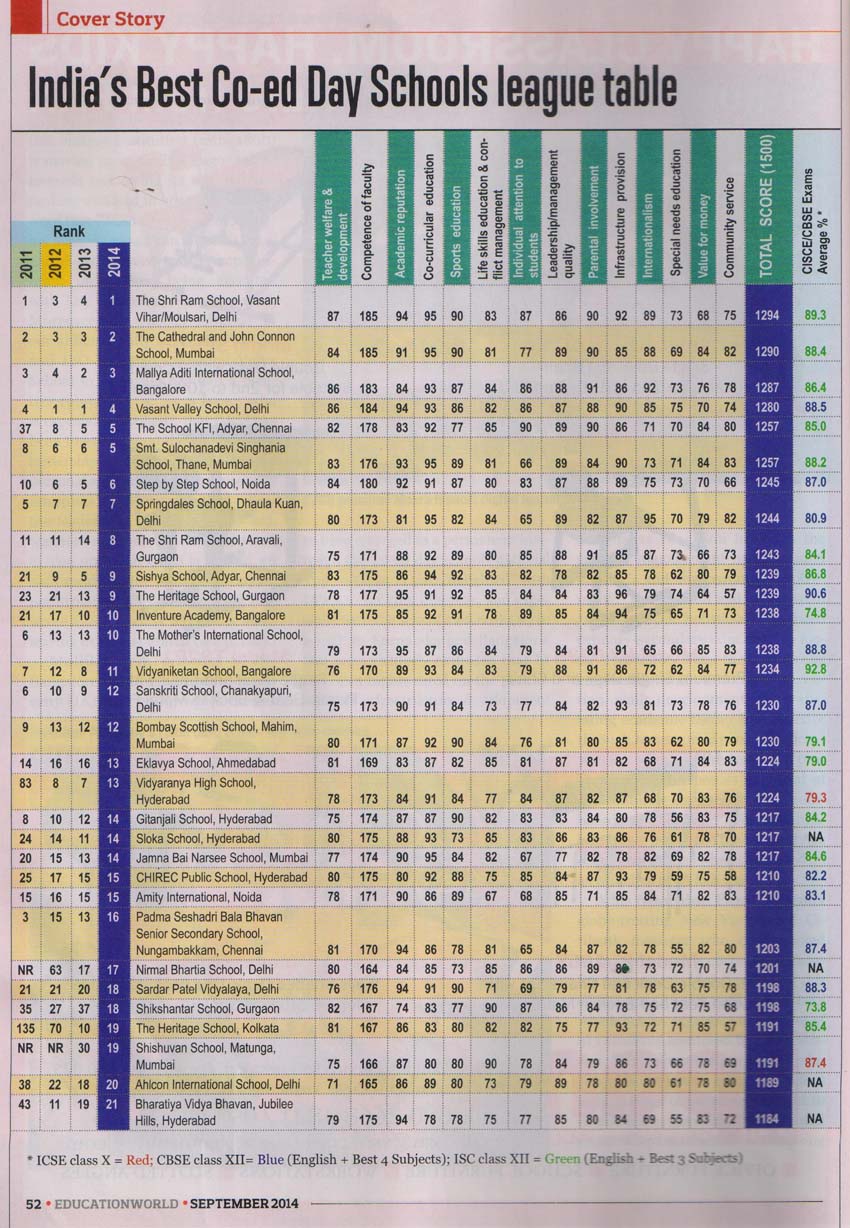 Cover Story
India's Best Co-ed Day Schools league table
Rank
2011 2012 2013 2014
Teacher welfare & development
Competence of faculty
Academic reputation
Co-curricular education
Sports education
Life skills education & con-
flict management
Individual attention to
students
Leadership/management
quality
Parental involvement
Infrastructure provision
Internationalism
Special needs education
Value for money
Community service
TOTAL SCORE (1500)
CISCE/CBSE Exams
Average % *
1 3 4 1 The Shri Ram School, Vasant
Vihar/Moulsari, Delhi 87 185 94 95 90 83 87 86 90 92 89 73 68 75 1294 89.3
2 3 3 2 The Cathedral and John Connon
School, Mumbai 84 185 91 95 90 81 77 89 90 85 88 69 84 82 1290 88.4
3 4 2 3 Mallya Aditi International School,
Bangalore 86 183 84 93 87 84 86 88 91 86 92 73 76 78 1287 86.4
4 1 1 4 Vasant Valley School, Delhi 86 184 94 93 86 82 86 87 88 90 85 75 70 74 1280 88.5
37 8 5 5 The School KFI, Adyar, Chennai 82 178 83 92 77 85 90 89 90 86 71 70 84 80 1257 85.0
8 6 6 5 Smt. Sulochanadevi Singhania
School, Thane, Mumbai 83 176 93 95 89 81 66 89 84 90 73 71 84 83 1257 88.2
10 6 5 6 Step by Step School, Noida 84 180 92 91 87 80 83 87 88 89 75 73 70 66 1245 87.0
5 7 7 7 Springdales School, Dhaula Kuan,
Delhi 80 173 81 95 82 84 65 89 82 87 95 70 79 82 1244 80.9
11 11 14 8 The Shri Ram School, Aravali,
Gurgaon 75 171 88 92 89 80 85 88 91 85 87 73 66 73 1243 84.1
21 9 5 9 Sishya School, Adyar, Chennai 83 175 86 94 92 83 82 78 82 85 78 62 80 79 1239 86.8
23 21 13 9 The Heritage School, Gurgaon 78 177 95 91 92 85 84 84 83 96 79 74 64 57 1239 90.6
21 17 10 10 Inventure Academy, Bangalore 81 175 85 92 91 78 89 85 84 94 75 65 71 73 1238 74.8
6 13 13 10 The Mother's International School,
Delhi 79 173 95 87 86 84 79 84 81 91 65 66 85 83 1238 88.8
7 12 8 11 Vidyaniketan School, Bangalore 76 170 89 93 84 83 79 88 91 86 72 62 84 77 1234 92.8
6 10 9 12 Sanskriti School, Chanakyapuri,
Delhi 75 173 90 91 84 73 77 84 82 93 81 73 78 76 1230 87.0
9 13 12 12 Bombay Scottish School, Mahim,
Mumbai 80 171 87 92 90 84 76 81 80 85 83 62 80 79 1230 79.1
14 16 16 13 Eklavya School, Ahmedabad 81 169 83 87 82 85 81 87 81 82 68 71 84 83 1224 79.0
83 8 7 13 Vidyaranya High School,
Hyderabad 78 173 84 91 84 77 84 87 82 87 68 70 83 76 1224 79.3
8 10 12 14 Gitanjali School, Hyderabad 75 174 87 87 90 82 83 83 84 80 78 56 83 75 1217 84.2
24 14 11 14 Sloka School, Hyderabad 80 175 88 93 73 85 83 86 83 86 76 61 78 70 1217 NA
20 15 13 14 Jamna Bai Narsee School, Mumbai 77 174 90 95 84 82 67 77 82 78 82 69 82 78 1217 84.6
25 17 15 15 CHIREC Public School, Hyderabad 80 175 80 92 88 75 85 84 87 93 79 59 75 58 1210 82.2
15 16 15 15 Amity International, Noida 78 171 90 86 89 67 68 85 71 85 84 71 82 83 1210 83.1
3 15 13 16 Padma Seshadri Bala Bhavan
Senior Secondary School,
Nungambakkam, Chennai 81 170 94 86 78 81 65 84 87 82 78 55 82 80 1203 87.4
NR 63 17 17 Nirmal Bhartia School, Delhi 80 164 84 85 73 85 86 86 89 73 72 70 74 1201 NA
21 21 20 18 Sardar Patel Vidyalaya, Delhi 76 176 94 91 90 71 69 79 77 81 78 63 75 78 1198 88.3
35 27 37 18 Shikshantar School, Gurgaon 82 167 74 83 77 90 87 86 84 78 75 72 75 68 1198 73.8
135 70 10 19 The Heritage School, Kolkata 81 167 86 83 80 82 82 75 77 93 72 71 85 57 1191 85.4
NR NR 30 19 Shishuvan School, Matunga,
Mumbai 75 166 87 80 80 90 78 84 79 86 73 66 78 69 1191 87.4
38 22 18 20 Ahlcon International School, Delhi 71 165 86 89 80 73 79 89 78 80 80 61 78 80 1189 NA
43 11 19 21 Bharatiya Vidya Bhavan, Jubilee
Hills, Hyderabad 79 175 94 78 78 75 77 85 80 84 69 55 83 72 1184 NA
* ICSE class X = Red; CBSE class XII= Blue (English + Best 4 Subjects); ISC class XII = Green (English + Best 3 Subjects)
52 • EDUCATIONWORLD • SEPTEMBER 2014